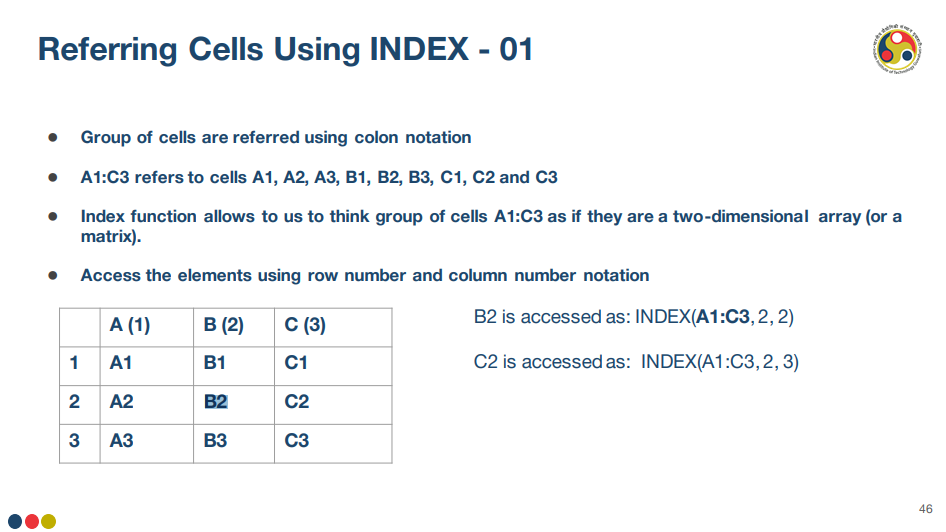 Referring Cells Using INDEX - 01
● Group of cells are referred using colon notation
● A1:C3 refers to cells A1, A2, A3, B1, B2, B3, C1, C2 and C3
● Index function allows to us to think group of cells A1:C3 as if they are a two-dimensional array (or a
matrix).
● Access the elements using row number and column number notation
A (1) B (2) C (3)
1 A1 B1 C1
2 A2 B2 C2
3 A3 B3 C3
B2 is accessed as: INDEX(A1:C3, 2, 2)
C2 is accessed as: INDEX(A1:C3, 2, 3)
46